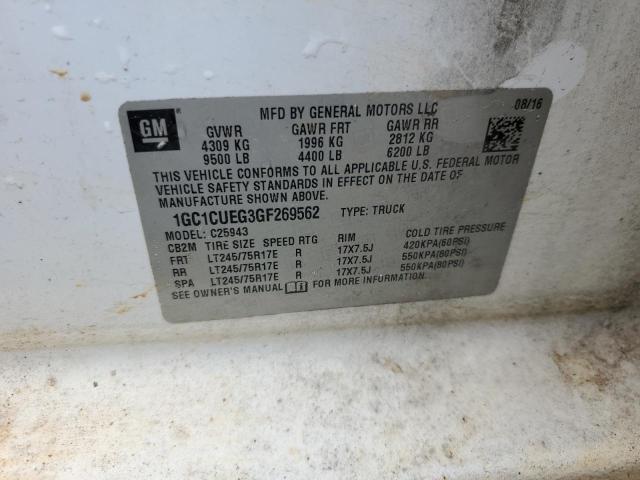 MFD BY GENERAL MOTORS LLC 08/16
GM
GVWR GAWR FRT GAWR RR
4309 KG 1996 KG 2812 KG
9500 LB 4400 LB 6200 LB
THIS VEHICLE CONFORMS TO ALL APPLICABLE U.S. FEDERAL MOTOR
VEHICLE SAFETY STANDARDS IN EFFECT ON THE DATE OF
MANUFACTURE SHOWN ABOVE.
1GC1CUEG3GF269562 TYPE: TRUCK
MODEL: C25943
CB2M TIRE SIZE SPEED RTG RIM COLD TIRE PRESSURE
FRT LT245/75R17E R 17X7.5J 420KPA(60PSI)
RR LT245/75R17E R 17X7.5J 550KPA(80PSI)
SPA LT245/75R17E R 17X7.5J 550KPA(80PSI)
SEE OWNER'S MANUAL FOR MORE INFORMATION.